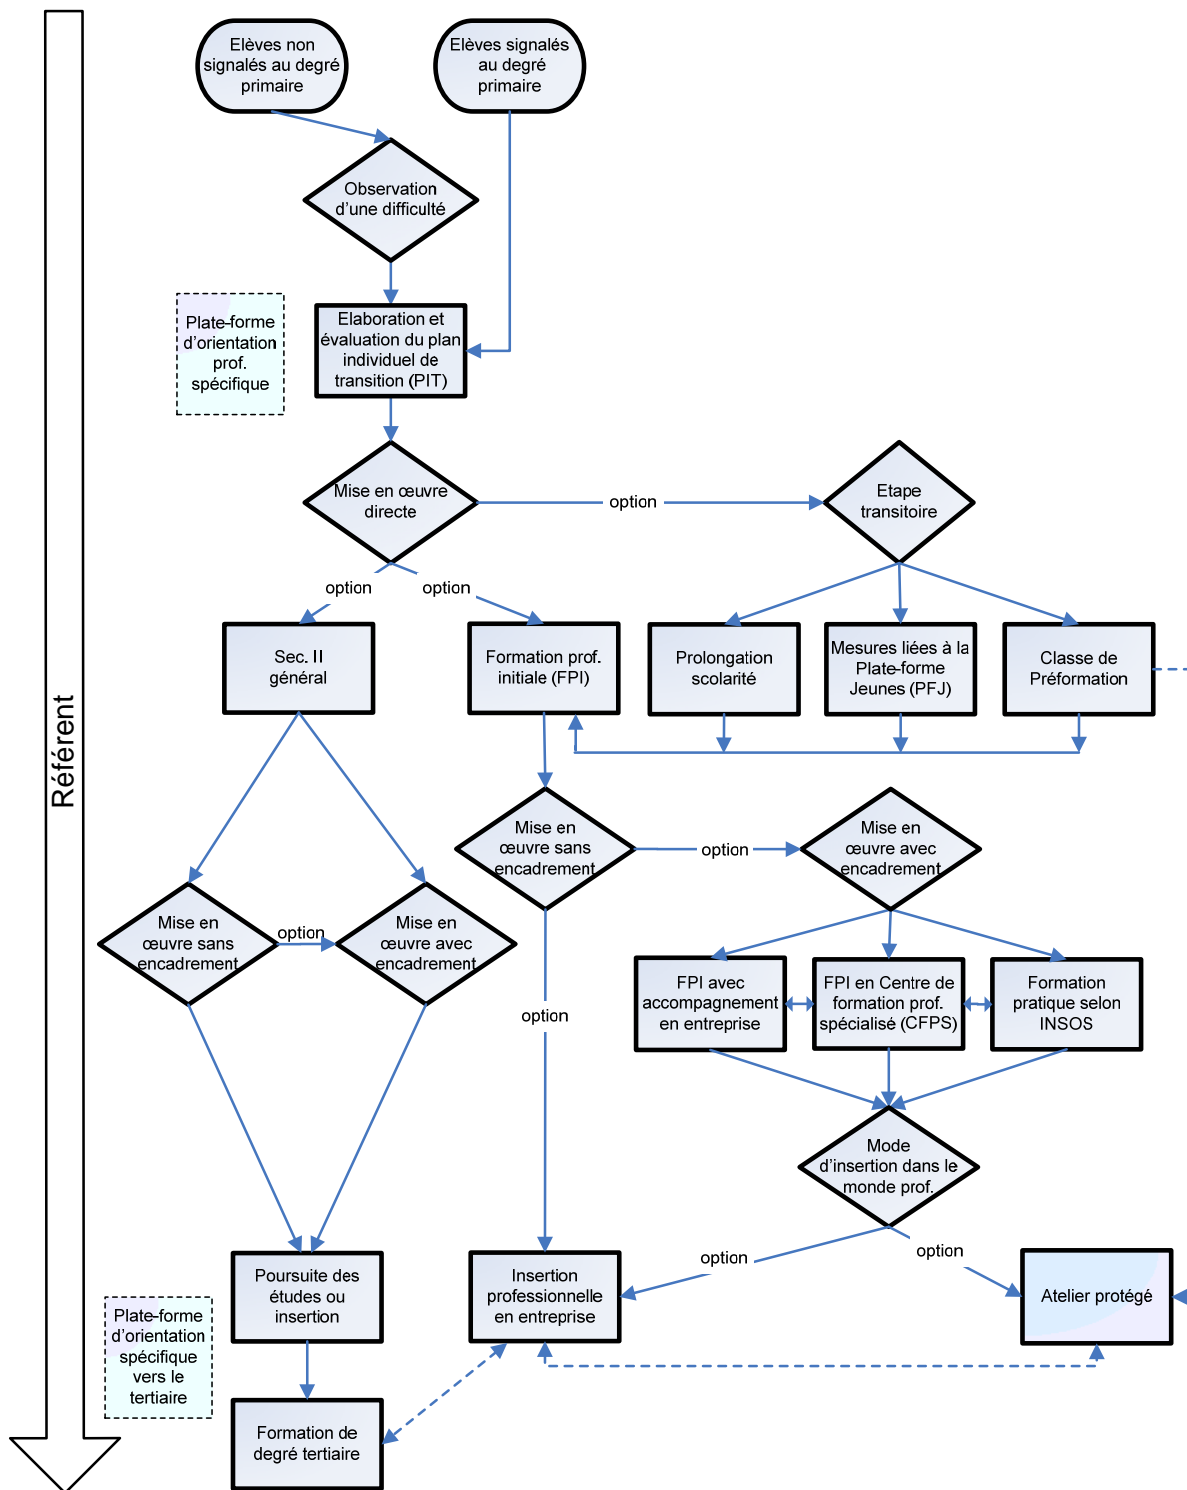 Elèves non
signalés au degré
primaire
Elèves signalés
au degré
primaire
Observation
d'une difficulté
Plate-forme
d'orientation
prof.
spécifique
Elaboration et
évaluation du plan
individuel de
transition (PIT)
Mise en œuvre
directe
option
Etape
transitoire
option
option
Sec. II
général
Formation prof.
initiale (FPI)
Prolongation
scolarité
Mesures liées à la
Plate-forme
Jeunes (PFJ)
Classe de
Préformation
Référent
Mise en
œuvre sans
encadrement
option
Mise en
œuvre avec
encadrement
Mise en
œuvre sans
encadrement
option
Mise en
œuvre avec
encadrement
option
FPI avec
accompagnement
en entreprise
FPI en Centre de
formation prof.
spécialisé (CFPS)
Formation
pratique selon
INSOS
Mode
d'insertion dans le
monde prof.
option
option
Poursuite des
études ou
insertion
Insertion
professionnelle
en entreprise
Atelier protégé
Plate-forme
d'orientation
spécifique
vers le
tertiaire
Formation de
degré tertiaire